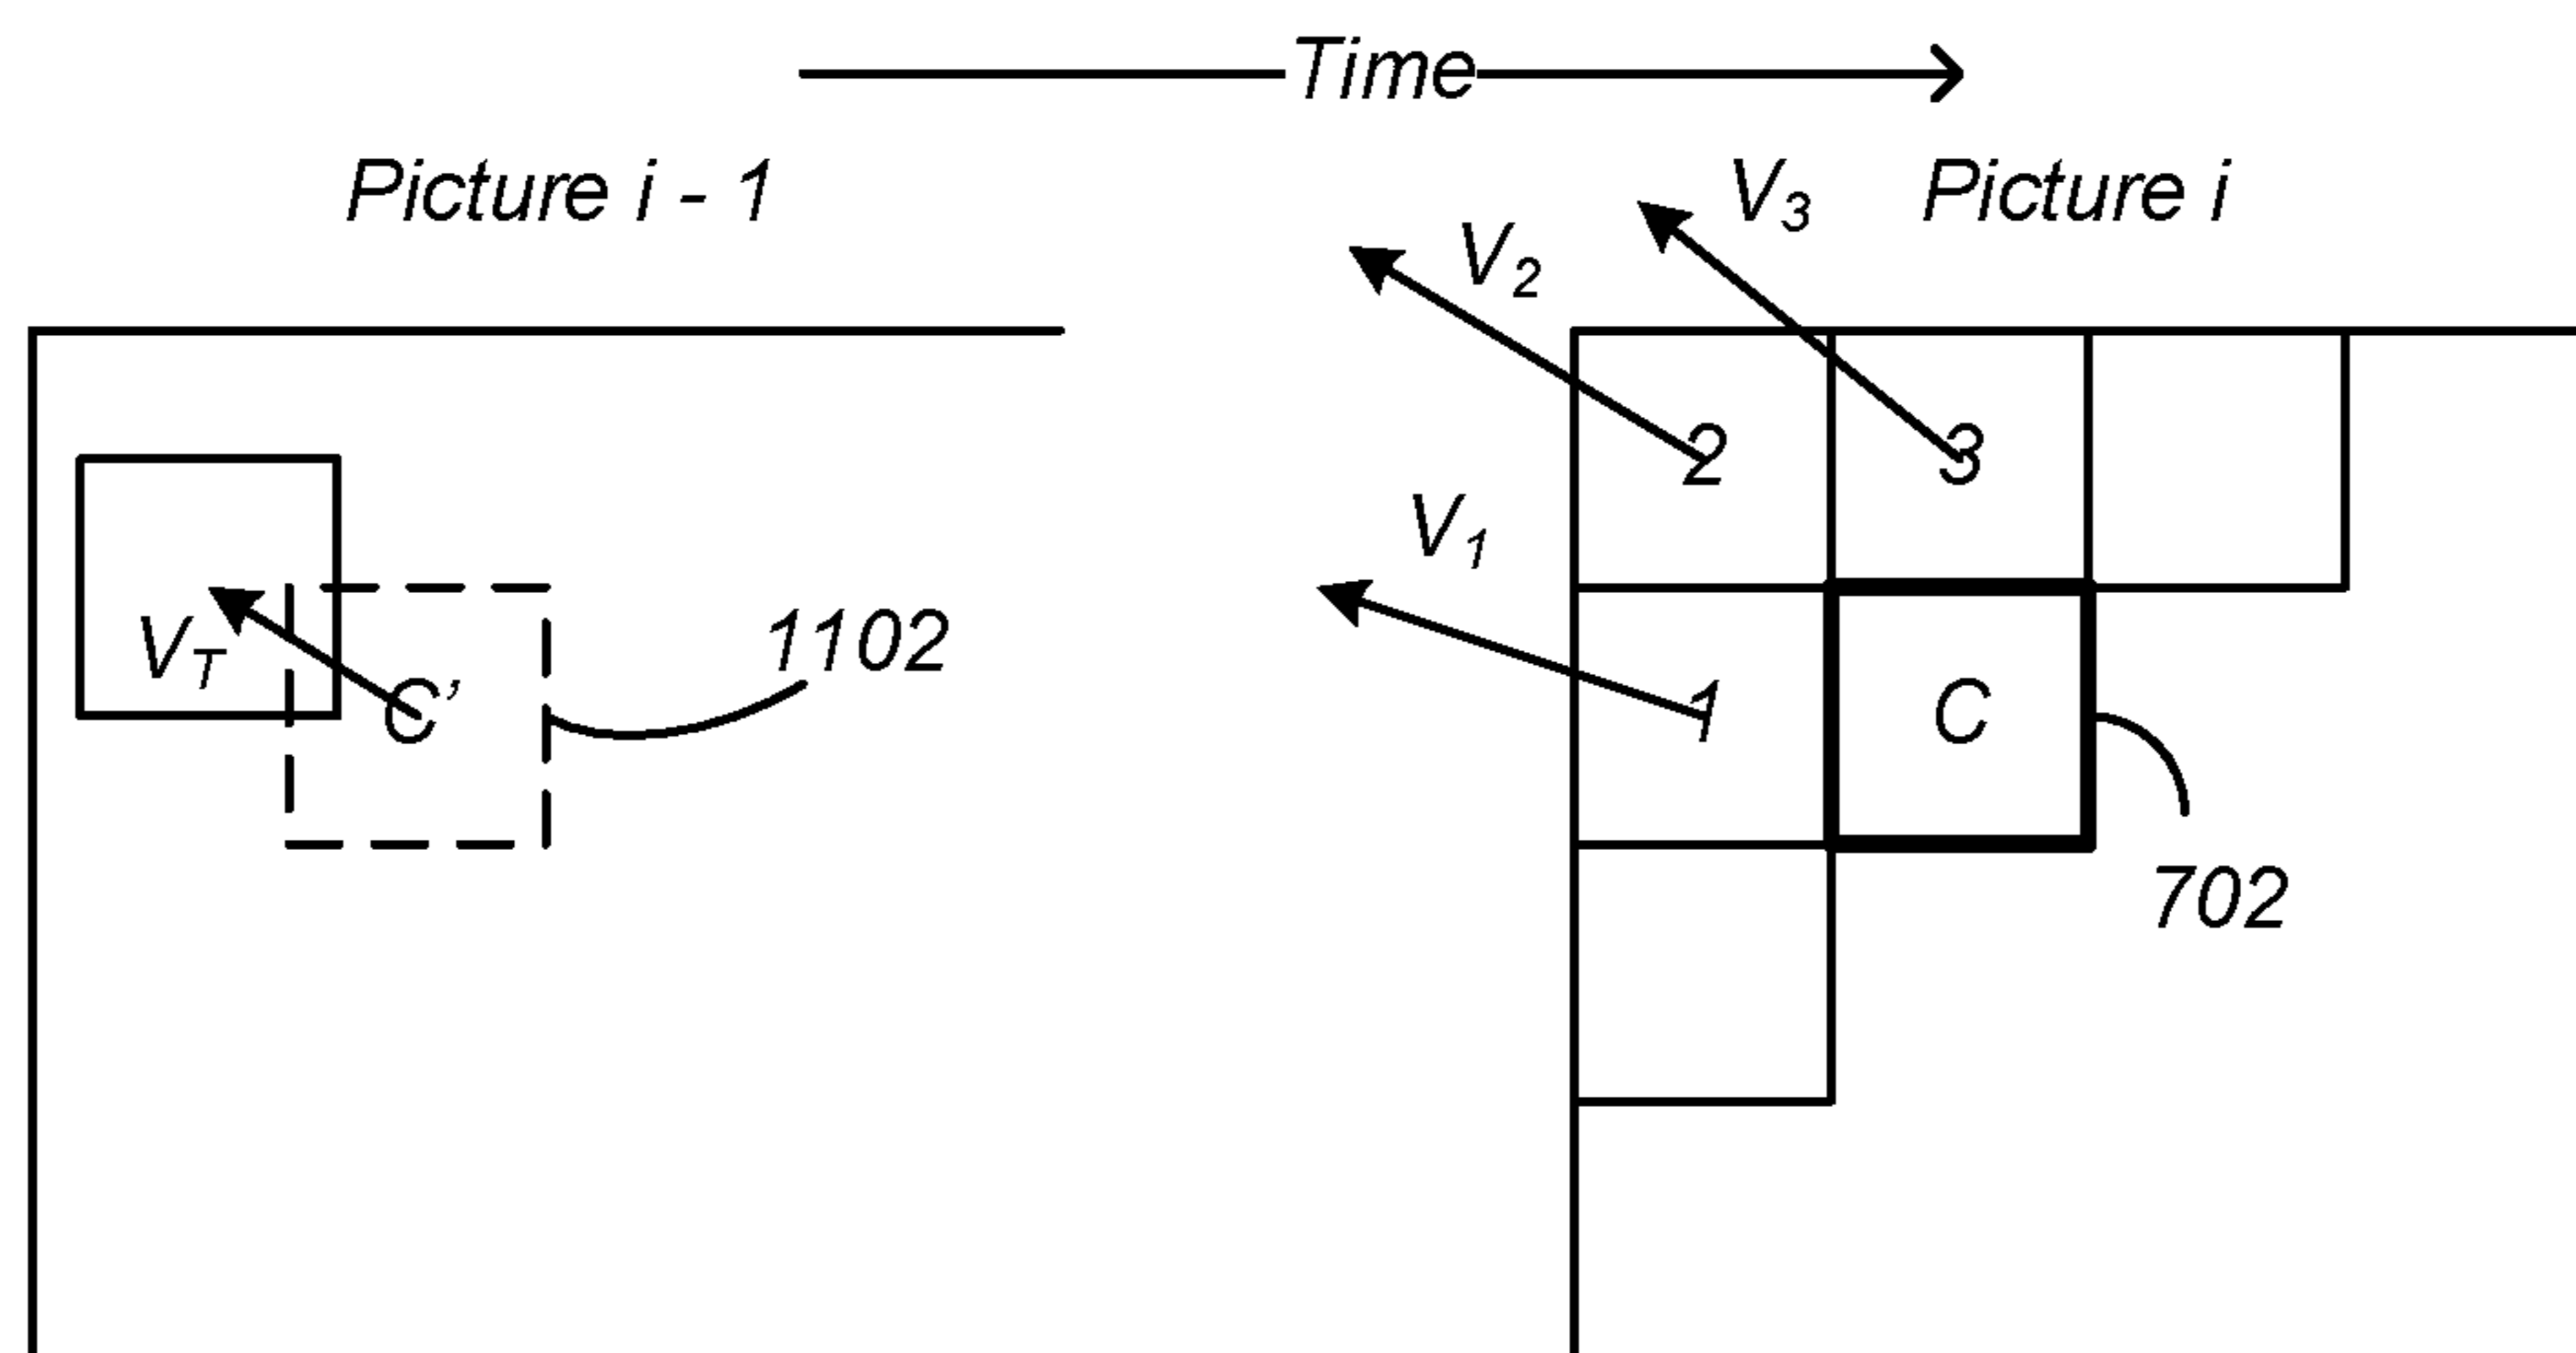 Time
Picture i - 1
Picture i
V3
V2
V1
2
3
VT
C’
1102
1
C
702